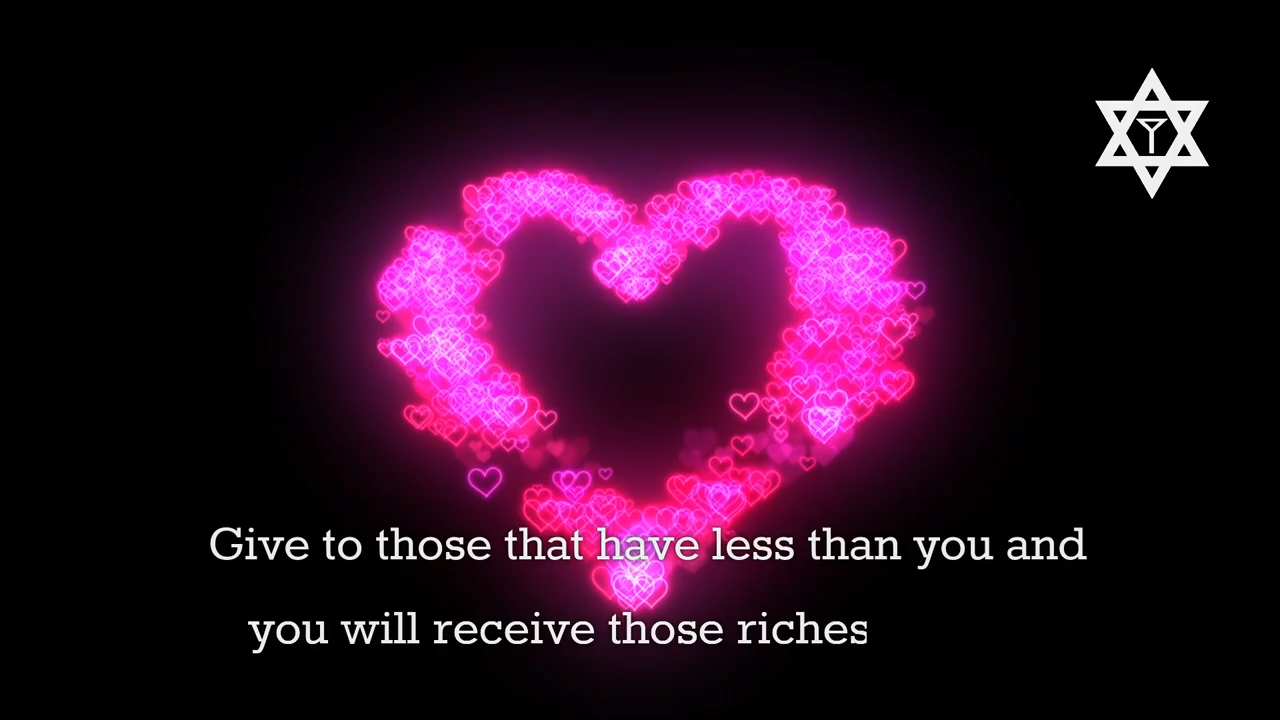 Give to those that have less than you and
you will receive those riches